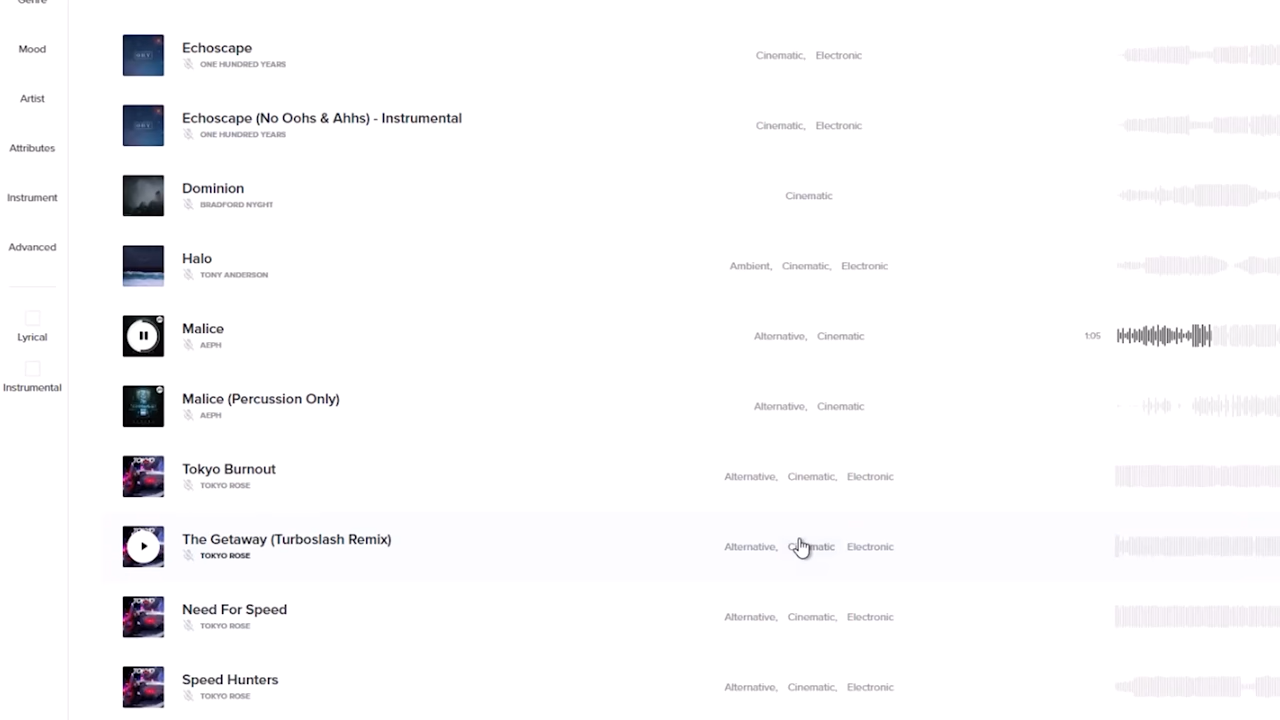 Genre
Mood
Artist
Attributes
Instrument
Advanced
Lyrical
Instrumental
Echoscape
ONE HUNDRED YEARS
Cinematic, Electronic
Echoscape (No Oohs & Ahhs) - Instrumental
ONE HUNDRED YEARS
Cinematic, Electronic
Dominion
BRADFORD NYGHT
Cinematic
Halo
TONY ANDERSON
Ambient, Cinematic, Electronic
Malice
AEPH
Alternative, Cinematic
1:05
Malice (Percussion Only)
AEPH
Alternative, Cinematic
Tokyo Burnout
TOKYO ROSE
Alternative, Cinematic, Electronic
The Getaway (Turboslash Remix)
TOKYO ROSE
Alternative, Cinematic Electronic
Need For Speed
TOKYO ROSE
Alternative, Cinematic, Electronic
Speed Hunters
TOKYO ROSE
Alternative, Cinematic, Electronic